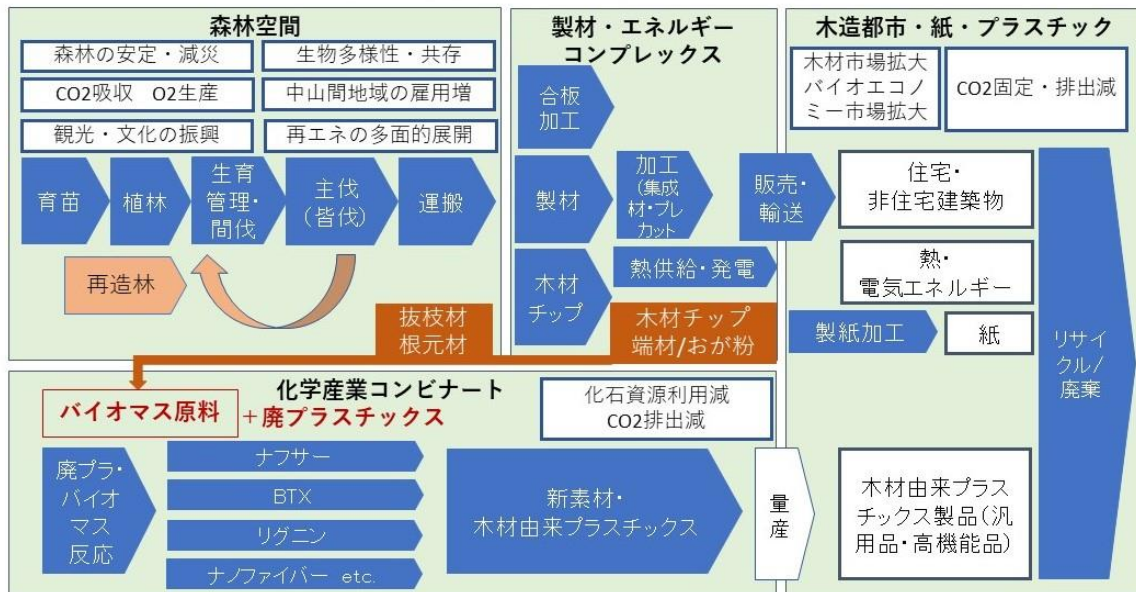 森林空間
森林の安定・減災
生物多様性・共存
CO2吸収　O2生産
中山間地域の雇用増
観光・文化の振興
再エネの多面的展開
育苗
植林
生育
管理・
間伐
主伐
(皆伐)
運搬
再造林
抜枝材
根元材
製材・エネルギー
コンプレックス
合板
加工
製材
加工
(集成
材・プレ
カット
木材
チップ
熱供給・発電
木材チップ
端材/おが粉
販売・
輸送
木造都市・紙・プラスチック
木材市場拡大
バイオエコノ
ミー市場拡大
CO2固定・排出減
住宅・
非住宅建築物
熱・
電気エネルギー
製紙加工
紙
リサイ
クル/
廃棄
化学産業コンビナート
バイオマス原料
＋廃プラスチックス
化石資源利用減
CO2排出減
廃プラ・
バイオ
マス
反応
ナフサー
BTX
リグニン
ナノファイバー etc.
新素材・
木材由来プラスチックス
量
産
木材由来プラス
チックス製品(汎
用品・高機能品)